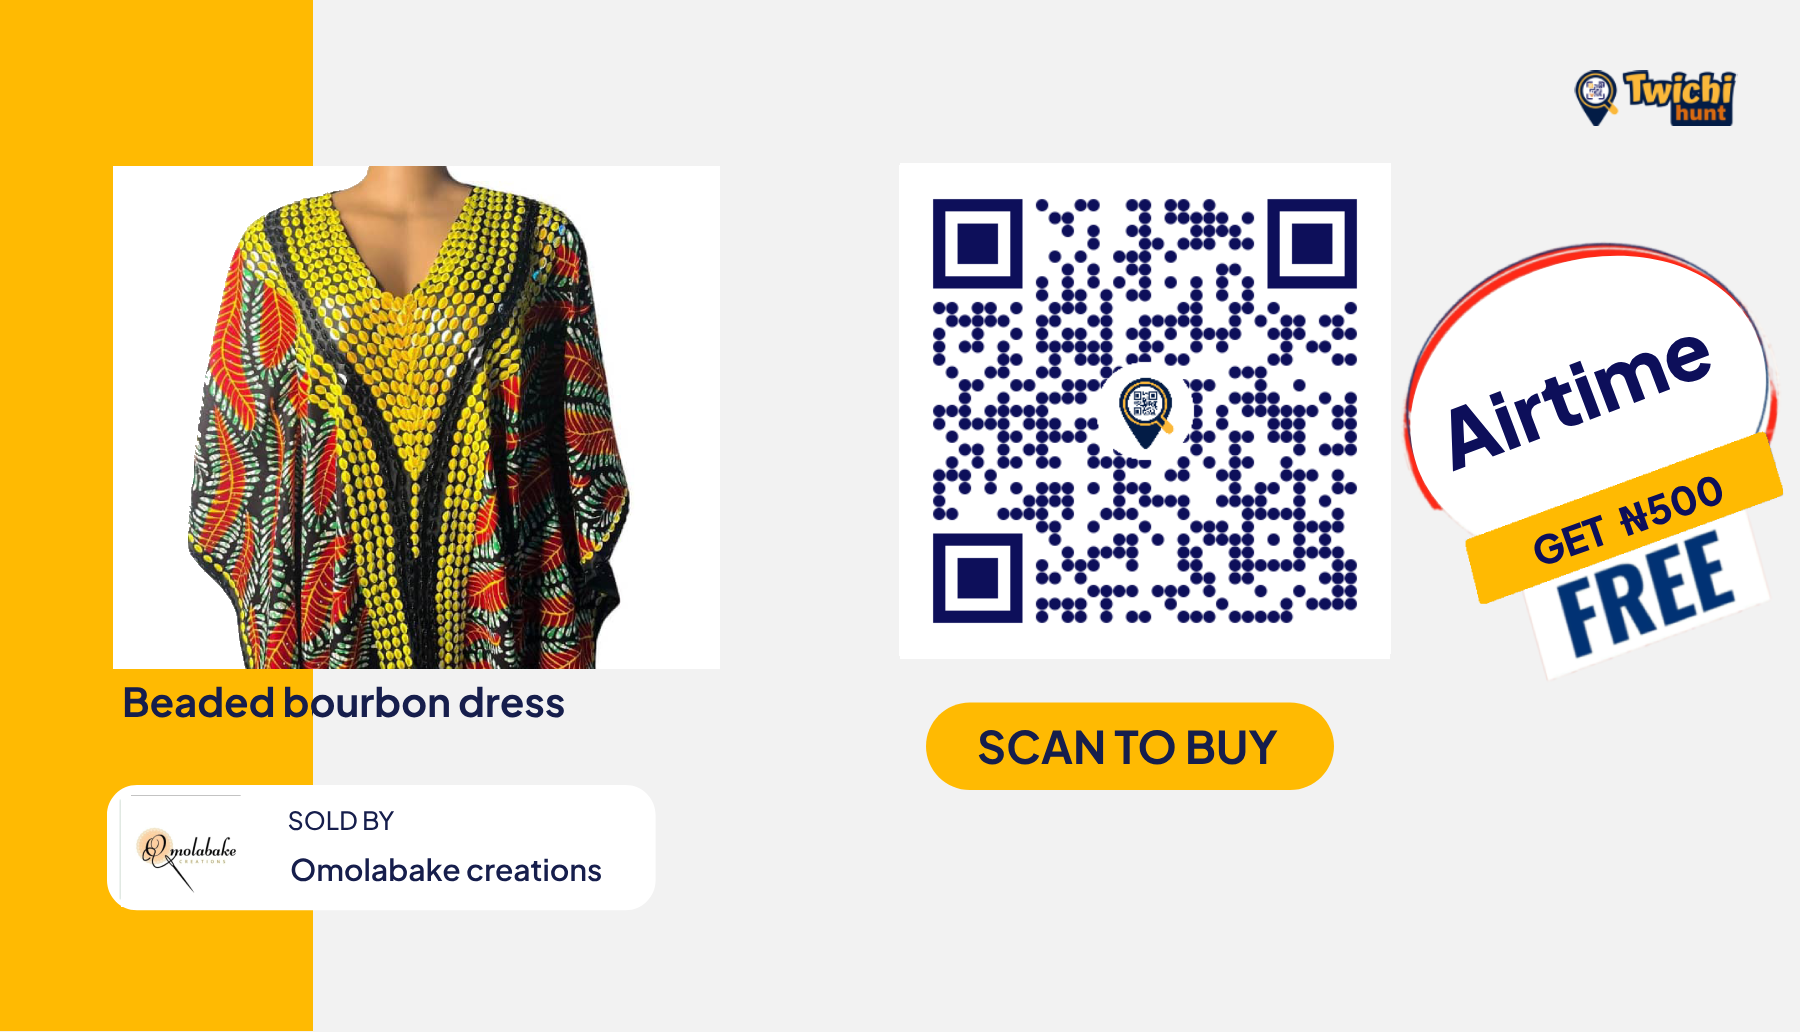 Twichi
hunt
Airtime
GET ₦500
FREE
Beaded bourbon dress
SCAN TO BUY
SOLD BY
Omolabake
CREATIONS
Omolabake creations